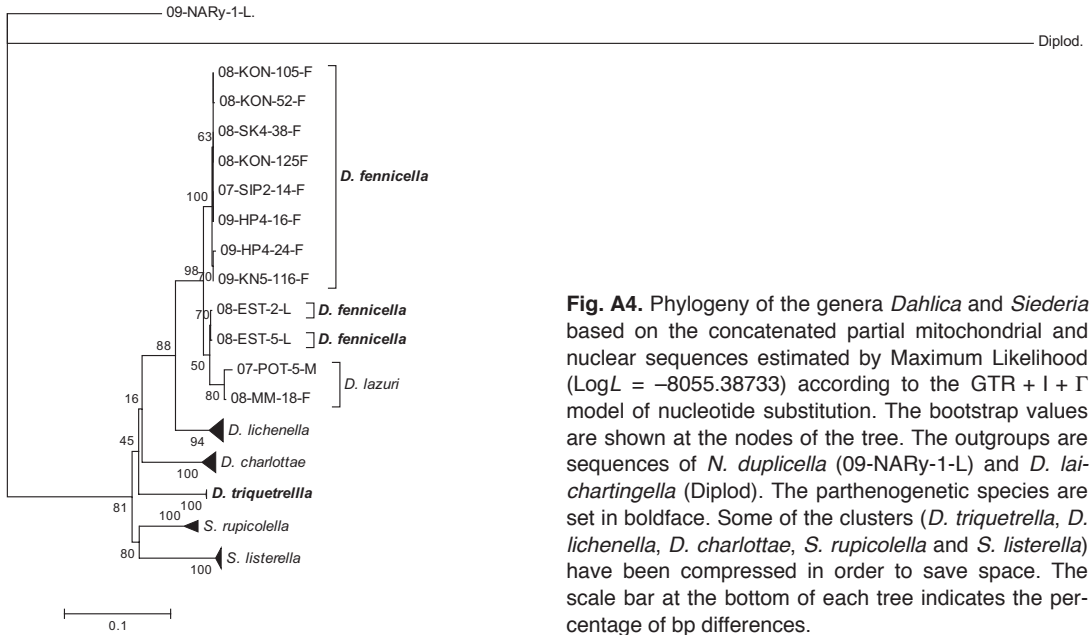 09-NARy-1-L.
Diplod.
08-KON-105-F
08-KON-52-F
63
08-SK4-38-F
08-KON-125F
D. fennicella
100
07-SIP2-14-F
09-HP4-16-F
09-HP4-24-F
98
70
09-KN5-116-F
70
08-EST-2-L
D. fennicella
08-EST-5-L
D. fennicella
88
50
07-POT-5-M
D. lazuri
80
08-MM-18-F
16
D. lichenella
94
45
D. charlottae
100
D. triquetrllla
100
81
100
S. rupicolella
80
S. listerella
100
0.1
Fig. A4. Phylogeny of the genera Dahlica and Siederia
based on the concatenated partial mitochondrial and
nuclear sequences estimated by Maximum Likelihood
(LogL = –8055.38733) according to the GTR + I + Γ
model of nucleotide substitution. The bootstrap values
are shown at the nodes of the tree. The outgroups are
sequences of N. duplicella (09-NARy-1-L) and D. lai-
chartingella (Diplod). The parthenogenetic species are
set in boldface. Some of the clusters (D. triquetrella, D.
lichenella, D. charlottae, S. rupicolella and S. listerella)
have been compressed in order to save space. The
scale bar at the bottom of each tree indicates the per-
centage of bp differences.